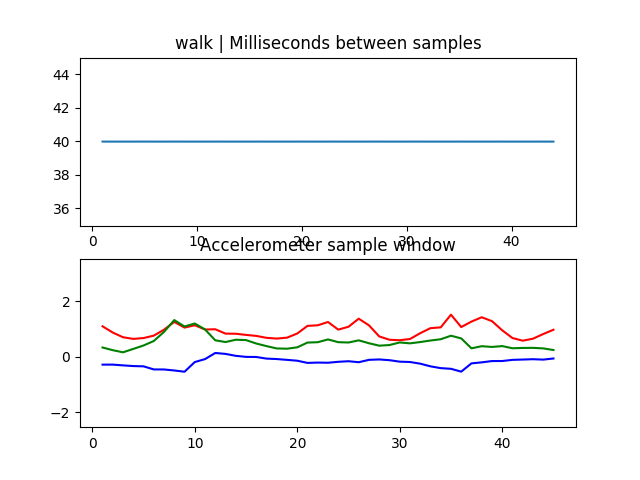 walk | Milliseconds between samples
44
42
40
38
36
0 10 20 30 40
Accelerometer sample window
2
0
−2
0 10 20 30 40